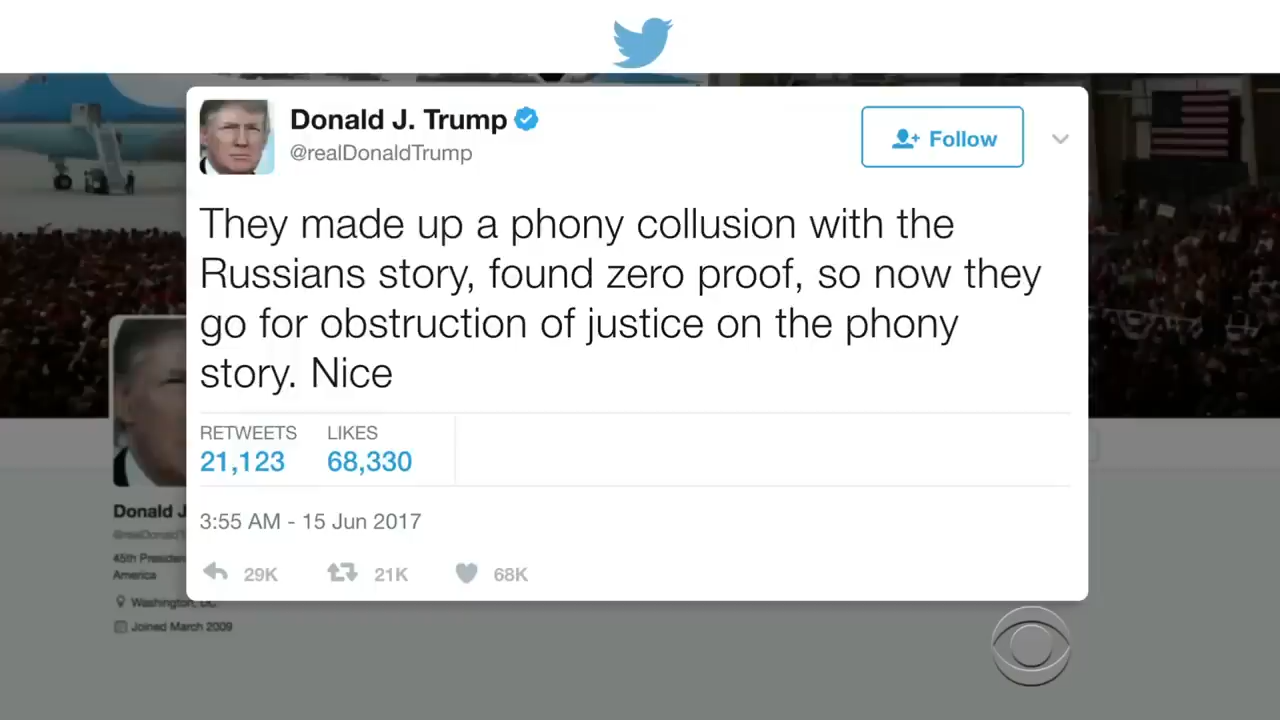 Donald J. Trump
@realDonaldTrump
Follow
They made up a phony collusion with the
Russians story, found zero proof, so now they
go for obstruction of justice on the phony
story. Nice
RETWEETS LIKES
21,123 68,330
3:55 AM - 15 Jun 2017
29K 21K 68K
Donald J
45th Presiden
America
Washington, DC
Joined March 2009